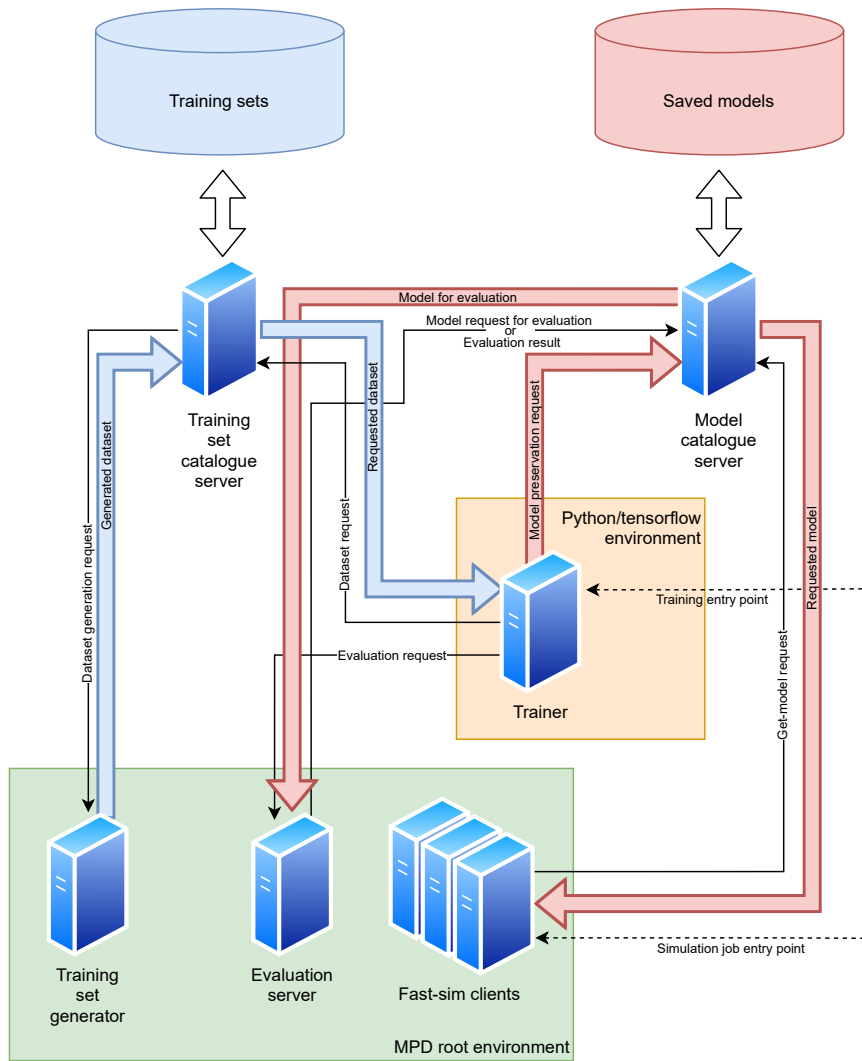 Training sets
Saved models
Model for evaluation
Model request for evaluation
or
Evaluation result
Training
set
catalogue
server
Model
catalogue
server
Requested dataset
Generated dataset
Dataset generation request
Dataset request
Model preservation request
Requested model
Get-model request
Python/tensorflow
environment
Training entry point
Evaluation request
Trainer
Training
set
generator
Evaluation
server
Fast-sim clients
Simulation job entry point
MPD root environment